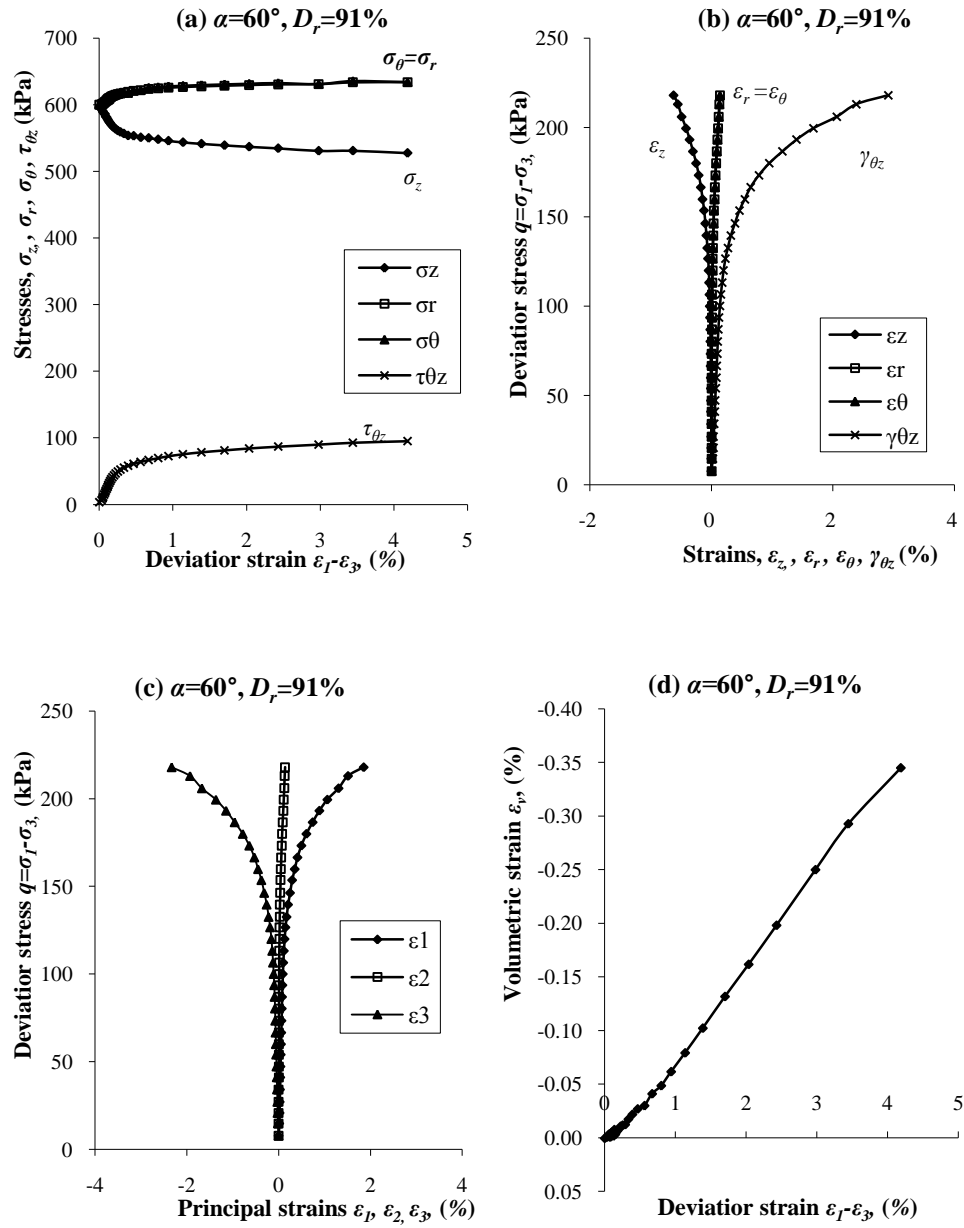 (a) α=60°, Dr=91%
Stresses, σz,, σr, σθ, τθz (kPa)
700
600
500
400
300
200
100
0
σθ=σr
σz
σz
σr
σθ
τθz
τθz
0 1 2 3 4 5
Deviatior strain ε1-ε3, (%)
(b) α=60°, Dr=91%
Deviatior stress q=σ1-σ3, (kPa)
250
200
150
100
50
0
εz
εr =εθ
γθz
εz
εr
εθ
γθz
-2 0 2 4
Strains, εz,, εr, εθ, γθz (%)
(c) α=60°, Dr=91%
Deviatior stress q=σ1-σ3, (kPa)
250
200
150
100
50
0
ε1
ε2
ε3
-4 -2 0 2 4
Principal strains ε1, ε2, ε3, (%)
(d) α=60°, Dr=91%
Volumetric strain εv, (%)
-0.40
-0.35
-0.30
-0.25
-0.20
-0.15
-0.10
-0.05
0.00
0.05
0 1 2 3 4 5
Deviatior strain ε1-ε3, (%)